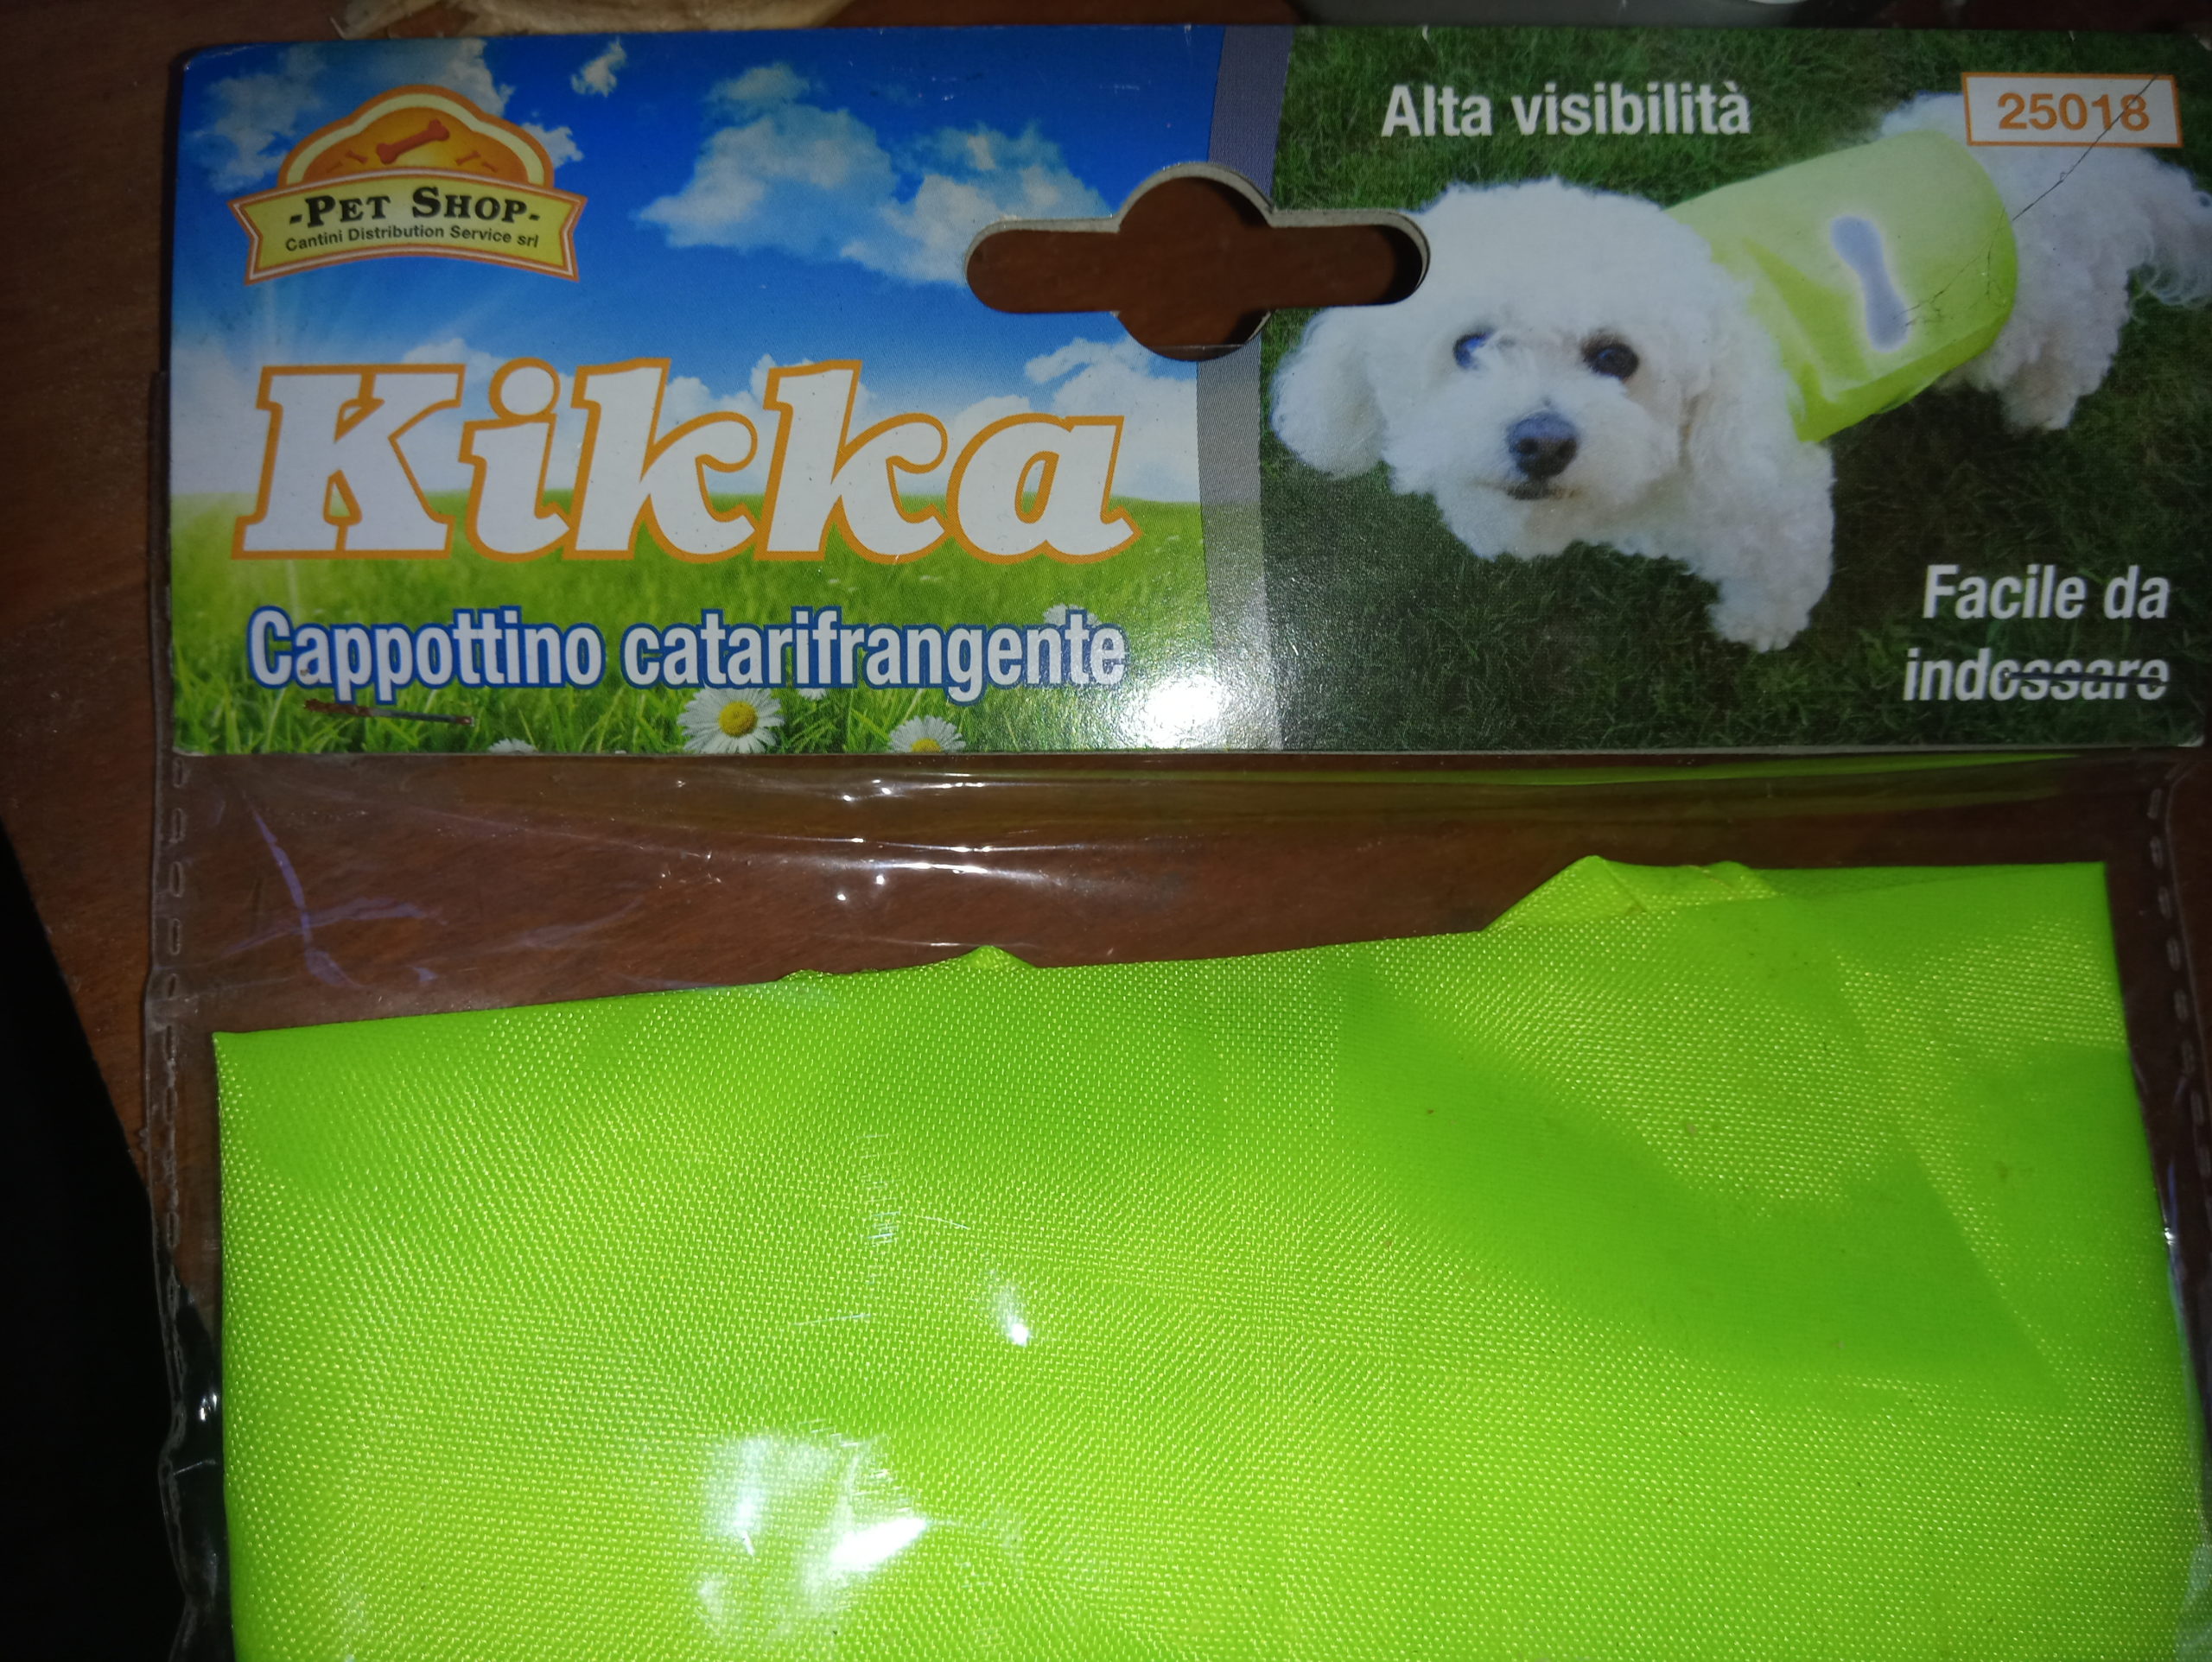 -PET SHOP-
Cantini Distribution Service srl
Kikka
Cappottino catarifrangente
Alta visibilità
25018
Facile da
indossare